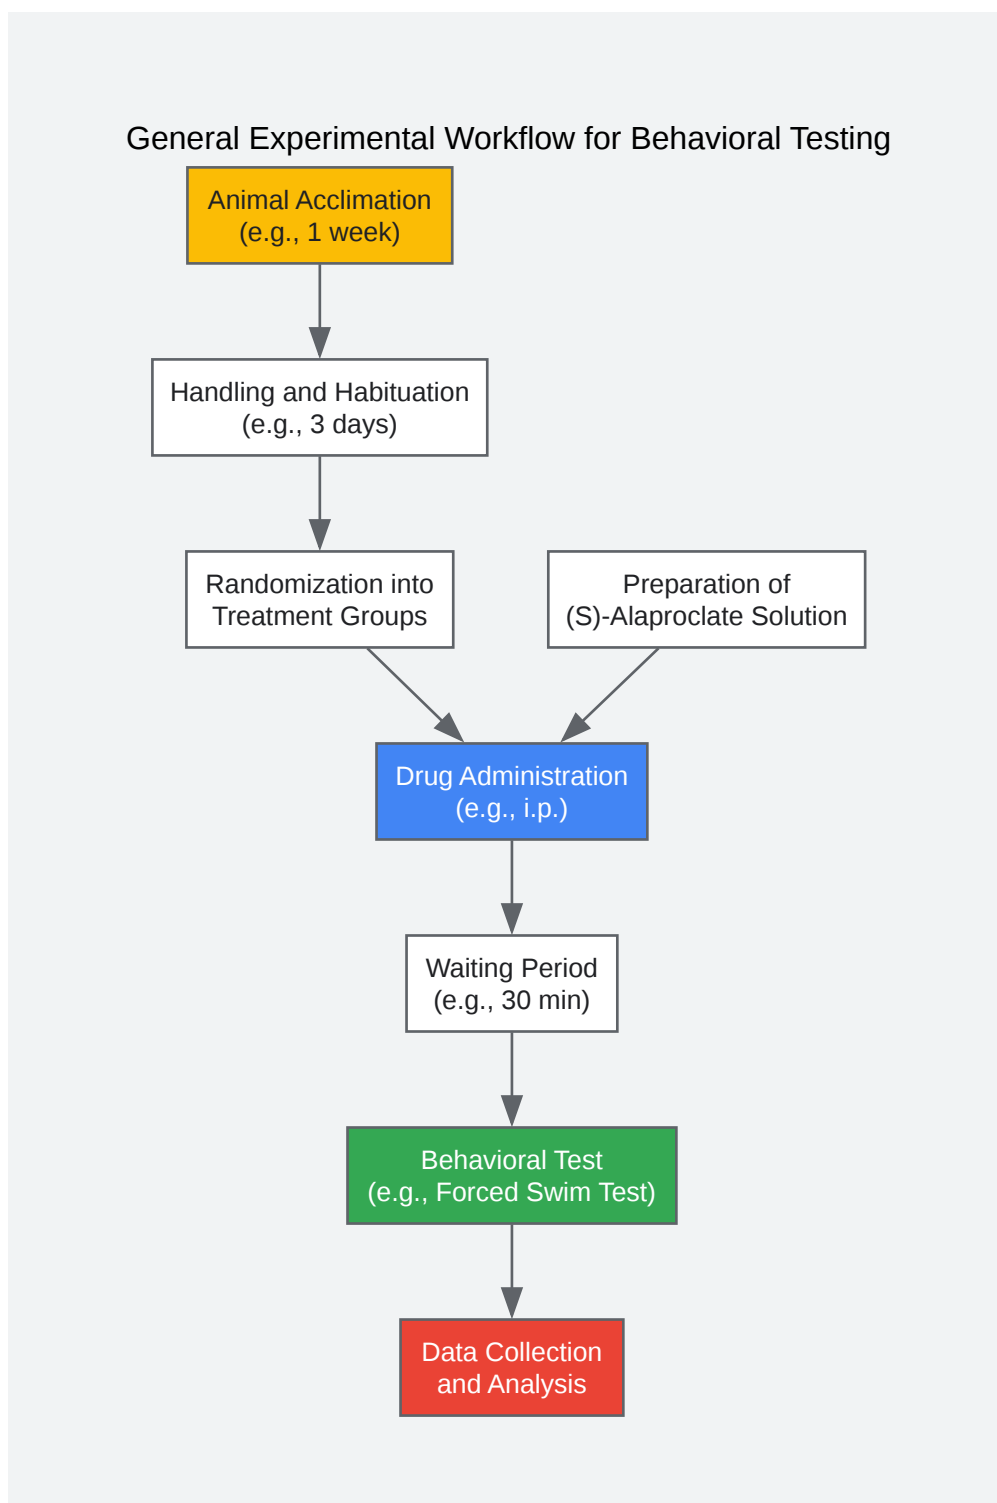 General Experimental Workflow for Behavioral Testing
Animal Acclimation
(e.g., 1 week)
Handling and Habituation
(e.g., 3 days)
Randomization into
Treatment Groups
Preparation of
(S)-Alaproclate Solution
Drug Administration
(e.g., i.p.)
Waiting Period
(e.g., 30 min)
Behavioral Test
(e.g., Forced Swim Test)
Data Collection
and Analysis